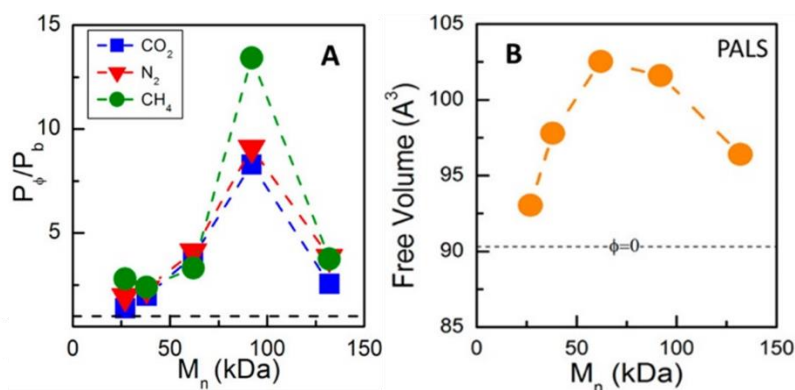 A
CO2
N2
CH4
15
10
5
Pϕ/Pb
0
50
100
150
Mn (kDa)
B
PALS
105
100
95
90
85
Free Volume (A³)
ϕ=0
0
50
100
150
Mn (kDa)